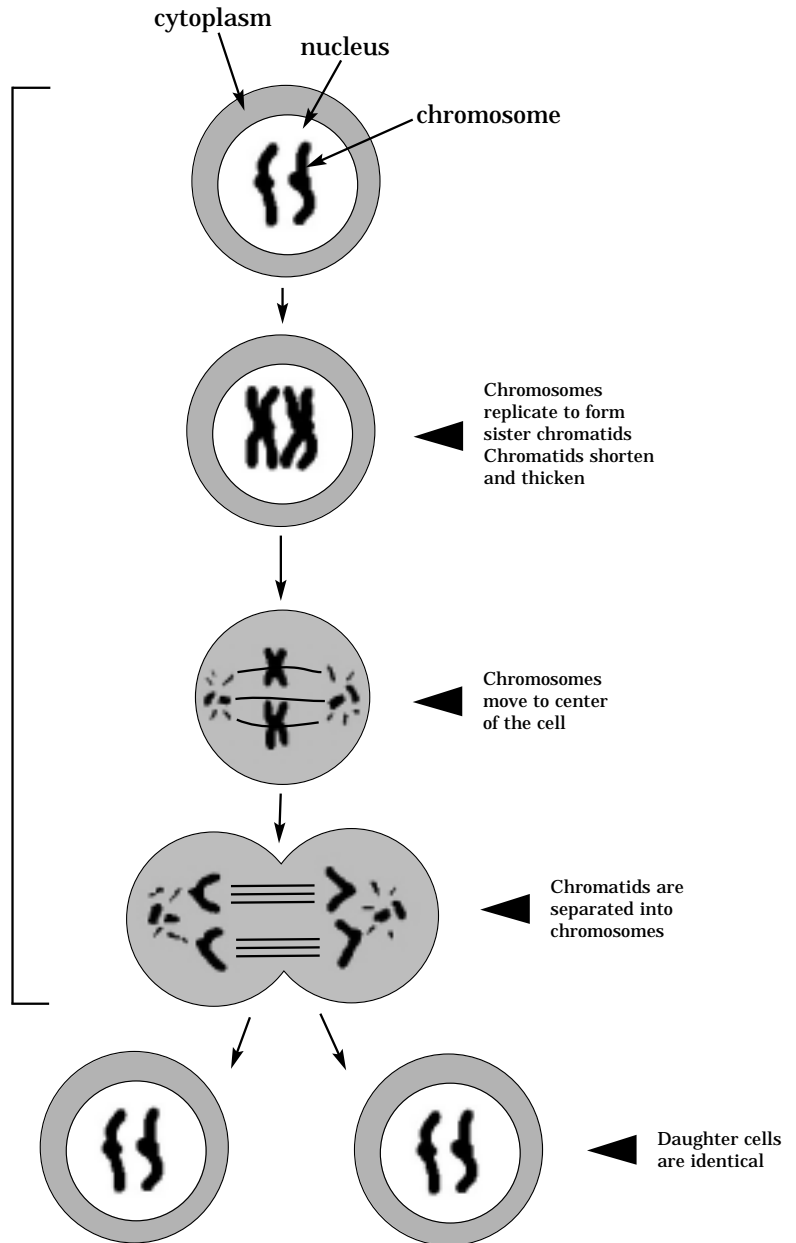 cytoplasm
nucleus
chromosome
Chromosomes
replicate to form
sister chromatids
Chromatids shorten
and thicken
Chromosomes
move to center
of the cell
Chromatids are
separated into
chromosomes
Daughter cells
are identical